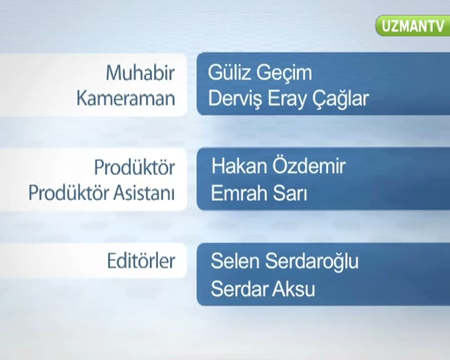 UZMANTV
Muhabir Güliz Geçim
Kameraman Derviş Eray Çağlar
Prodüktör Hakan Özdemir
Prodüktör Asistanı Emrah Sarı
Editörler Selen Serdaroğlu
Serdar Aksu